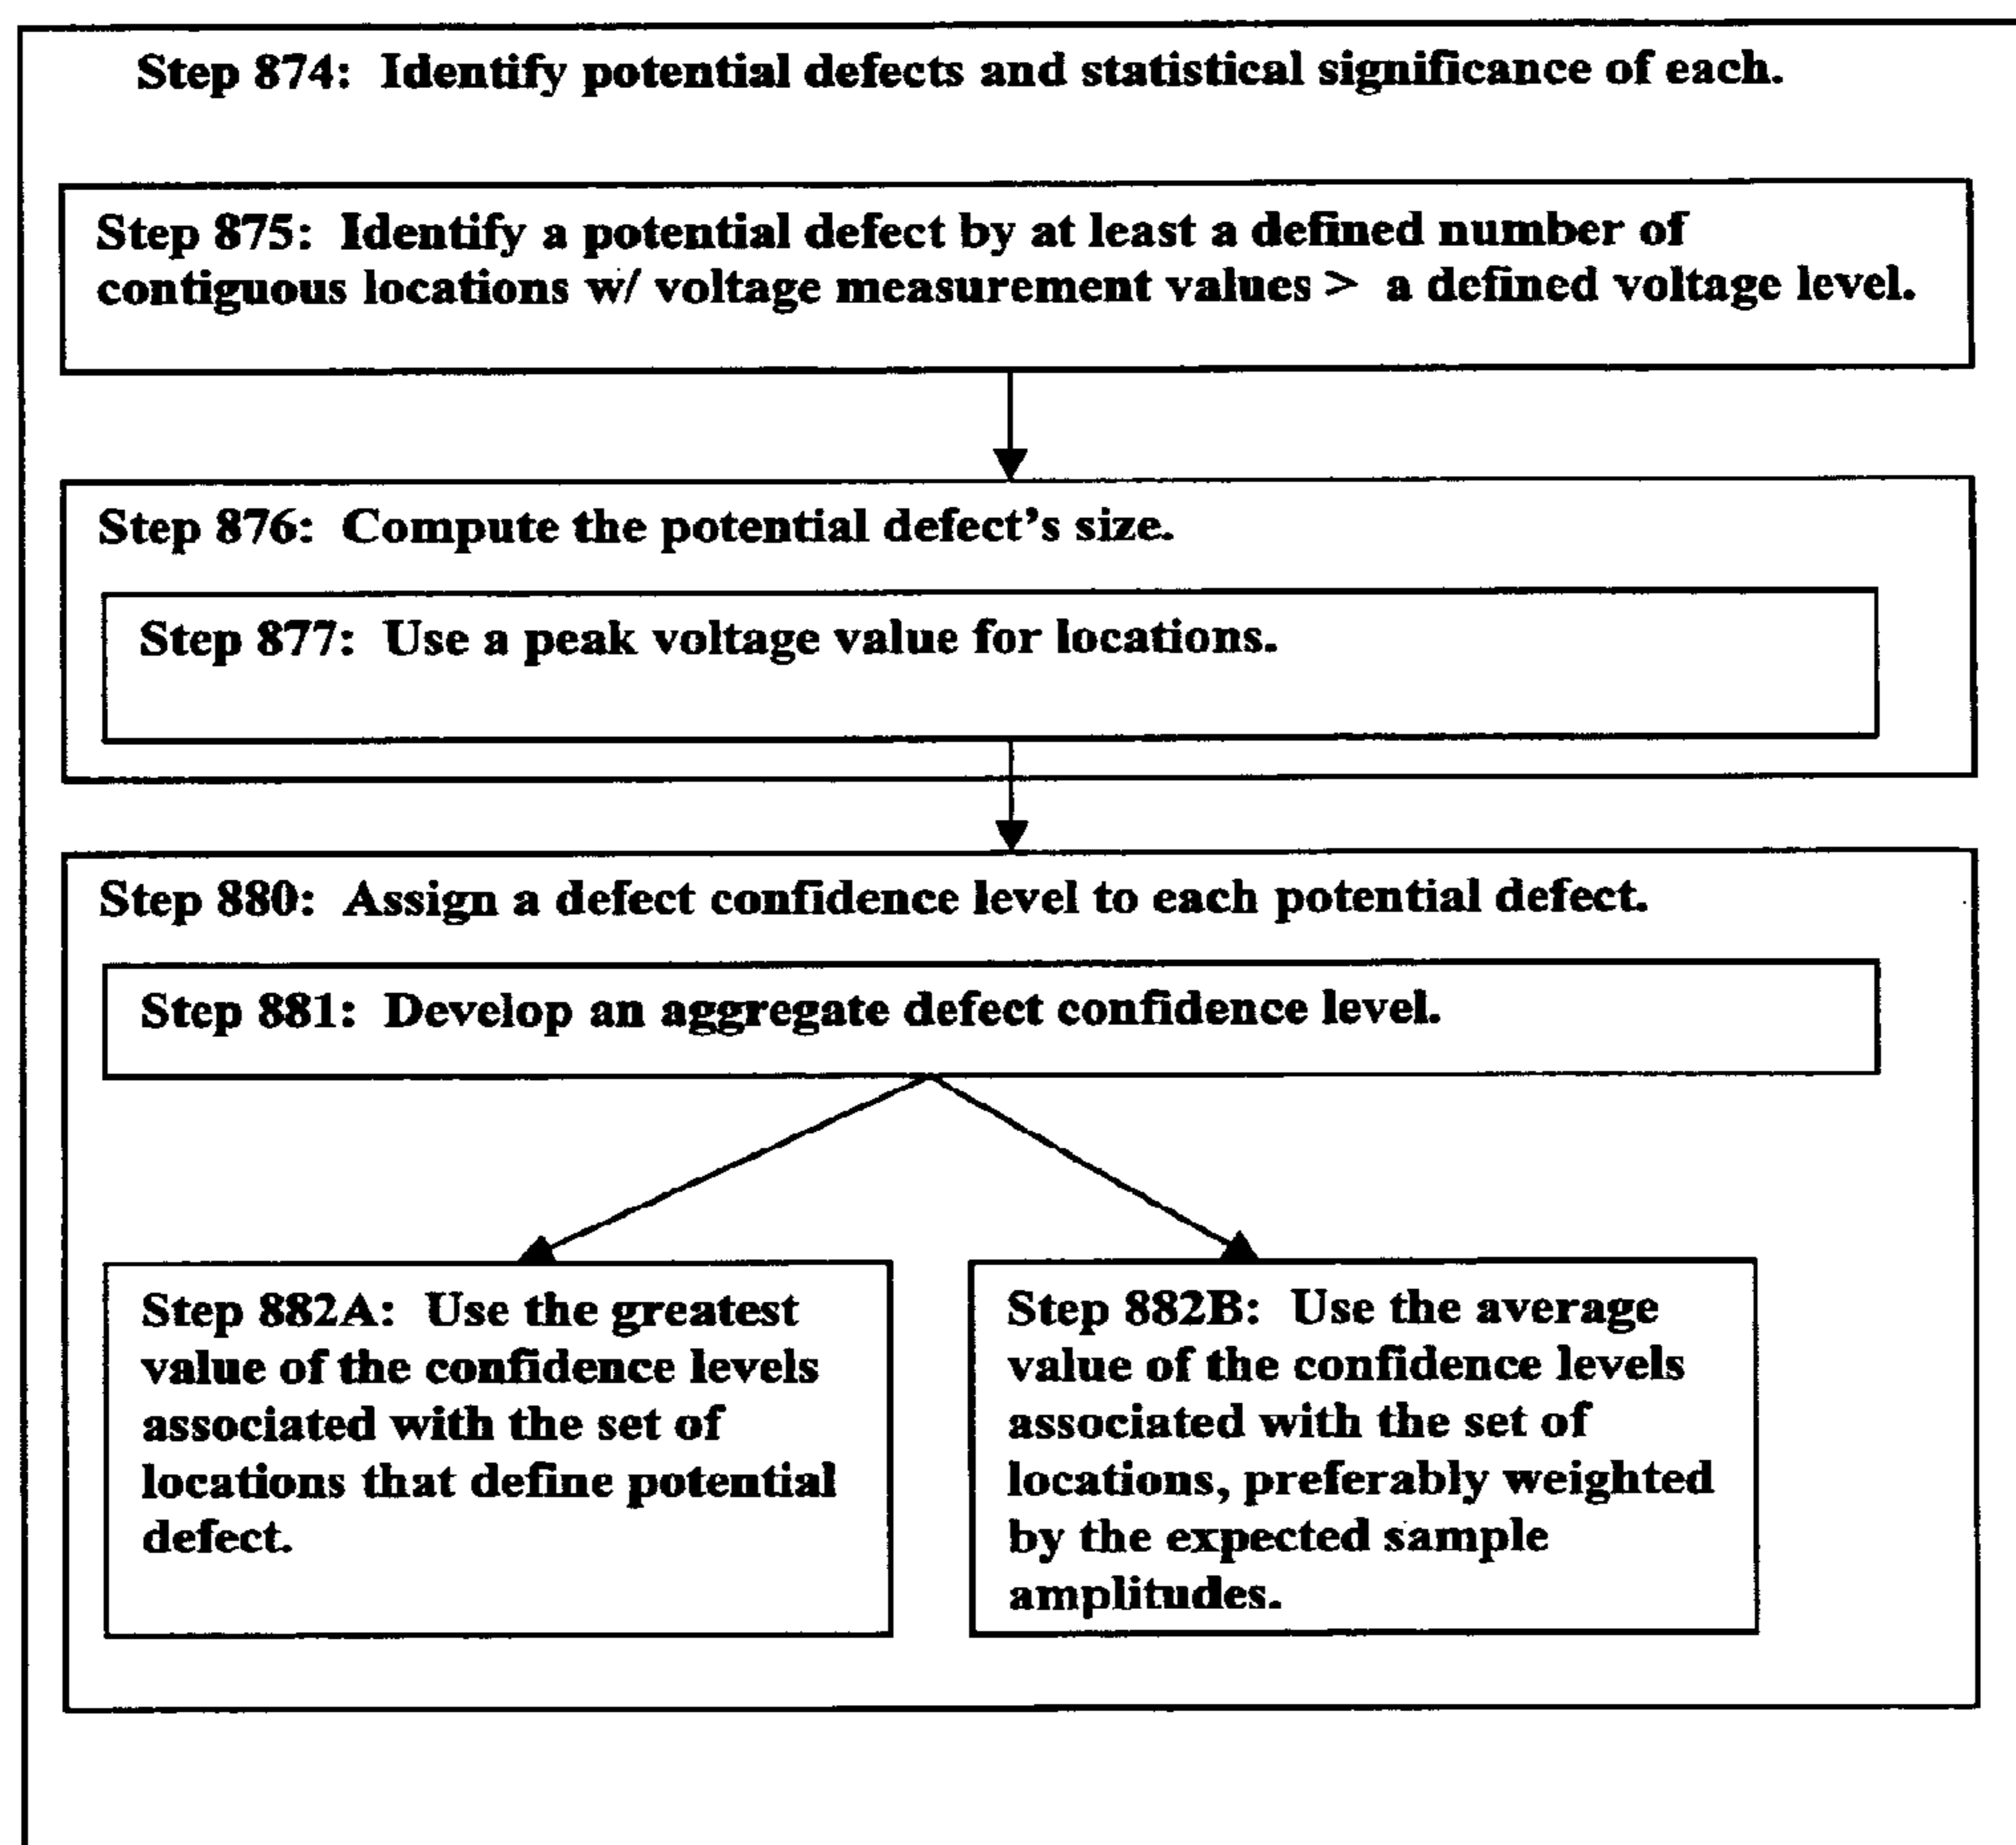 Step 874: Identify potential defects and statistical significance of each.
Step 875: Identify a potential defect by at least a defined number of
contiguous locations w/ voltage measurement values > a defined voltage level.
Step 876: Compute the potential defect's size.
Step 877: Use a peak voltage value for locations.
Step 880: Assign a defect confidence level to each potential defect.
Step 881: Develop an aggregate defect confidence level.
Step 882A: Use the greatest
value of the confidence levels
associated with the set of
locations that define potential
defect.
Step 882B: Use the average
value of the confidence levels
associated with the set of
locations, preferably weighted
by the expected sample
amplitudes.